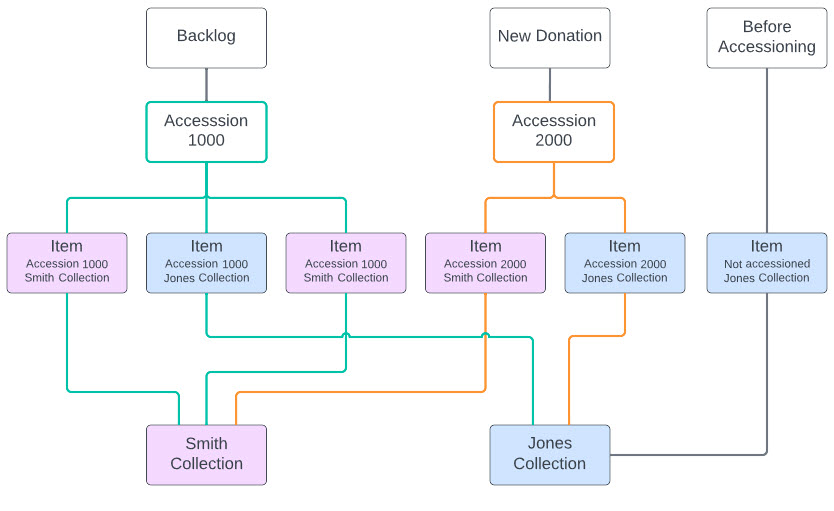 Backlog
New Donation
Before
Accessioning
Accesssion
1000
Accesssion
2000
Item
Accession 1000
Smith Collection
Item
Accession 1000
Jones Collection
Item
Accession 1000
Smith Collection
Item
Accession 2000
Smith Collection
Item
Accession 2000
Jones Collection
Item
Not accessioned
Jones Collection
Smith
Collection
Jones
Collection